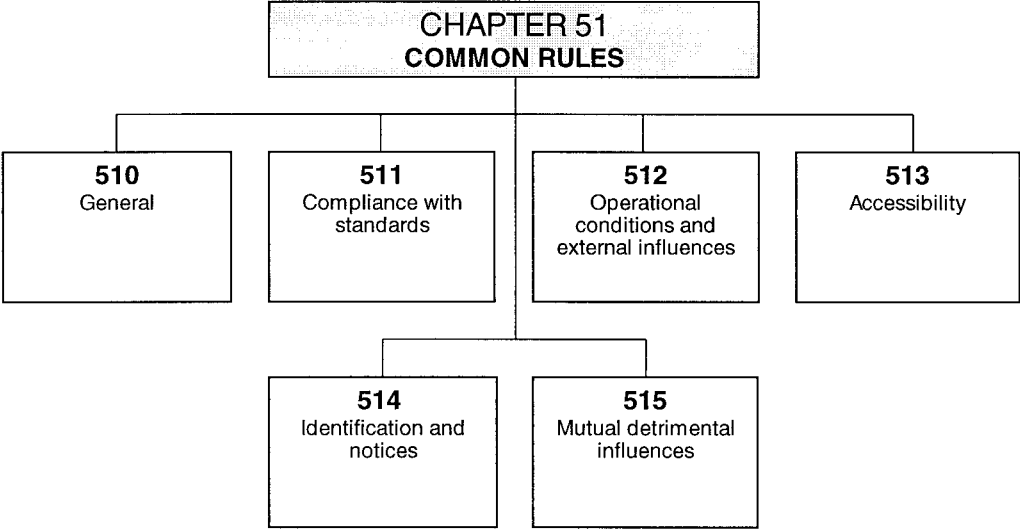 CHAPTER 51
COMMON RULES
510
General
511
Compliance with
standards
512
Operational
conditions and
external influences
513
Accessibility
514
Identification and
notices
515
Mutual detrimental
influences